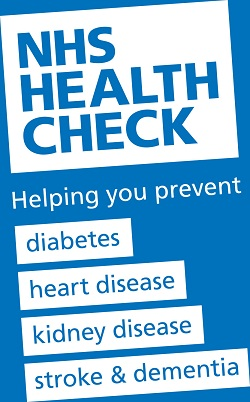 NHS
HEALTH
CHECK
Helping you prevent
diabetes
heart disease
kidney disease
stroke & dementia